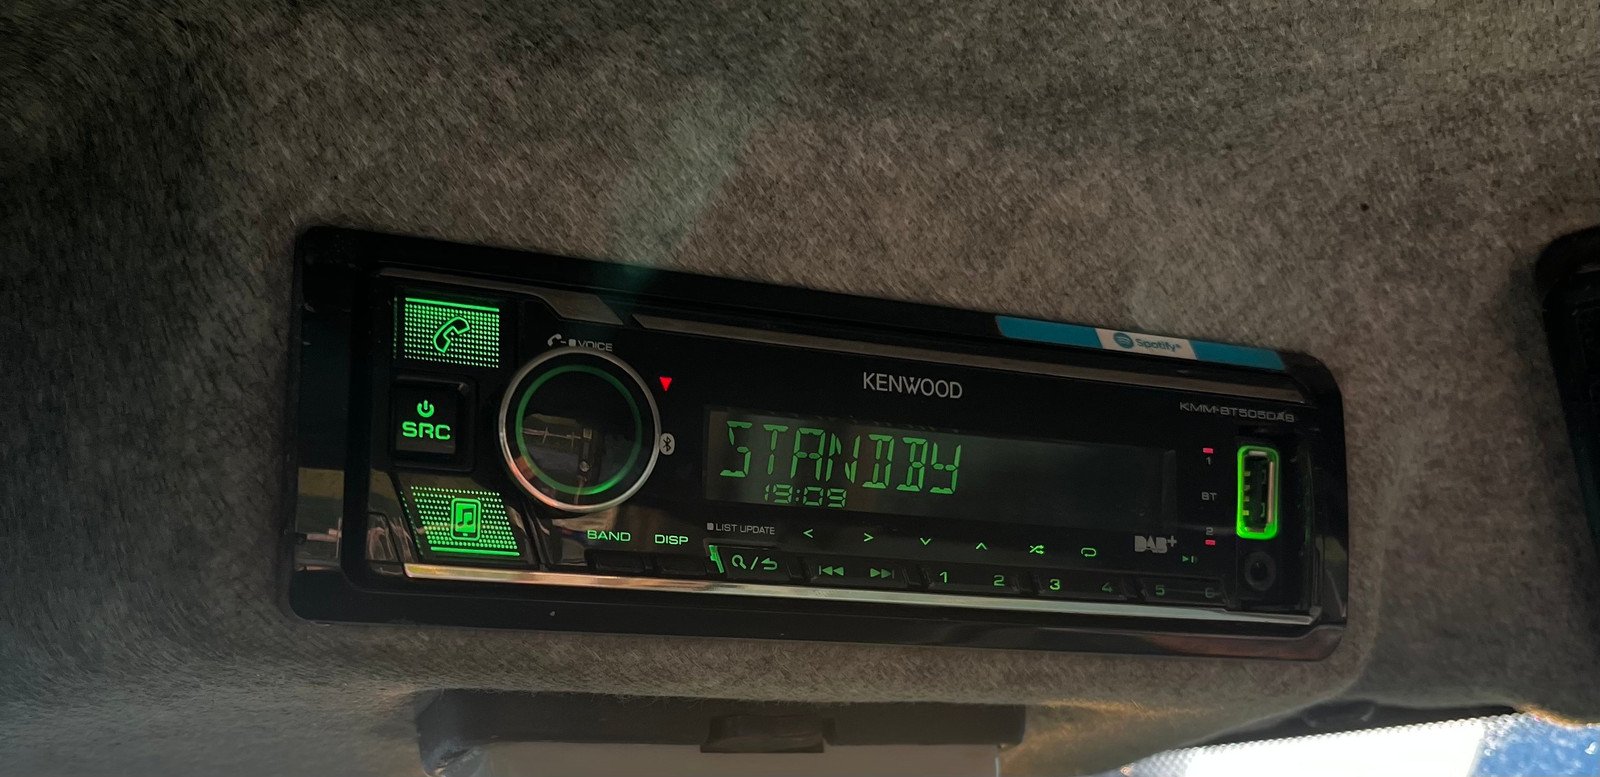 Spotify®
VOICE
KENWOOD
KMM-BT505DAB
SRC
STANDBY
19:09
1
BT
2
BAND DISP
LIST UPDATE
DAB+
1 2 3 4 5 6